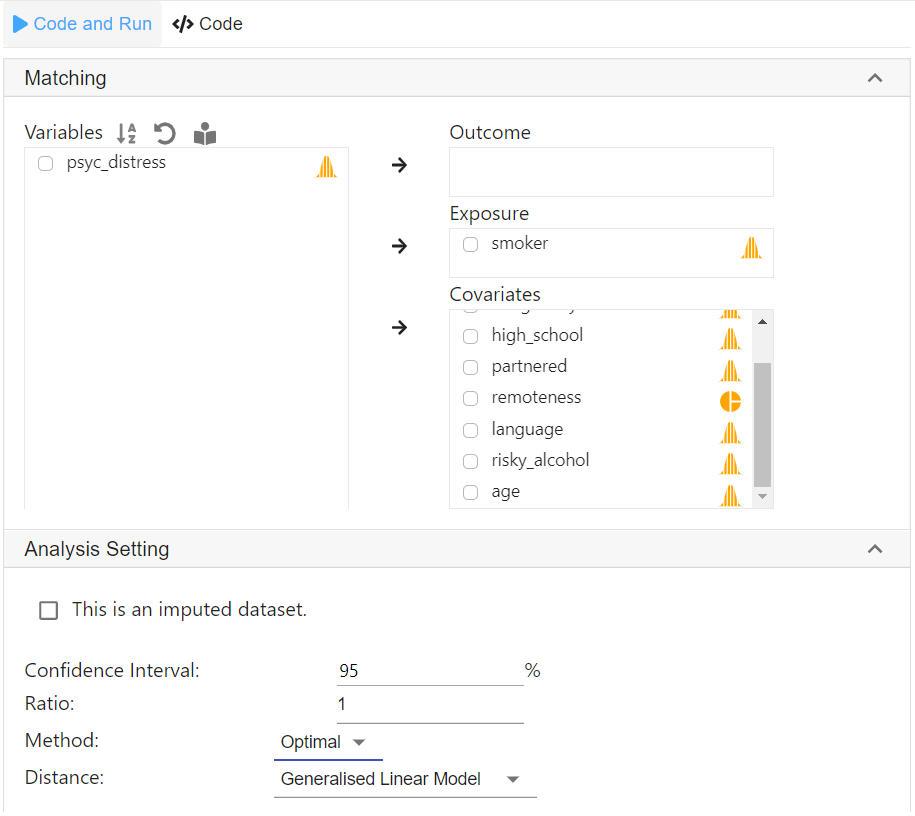 Code and Run </> Code
Matching
Variables
psyc_distress
Outcome
Exposure
smoker
Covariates
high_school
partnered
remoteness
language
risky_alcohol
age
Analysis Setting
This is an imputed dataset.
Confidence Interval: 95 %
Ratio: 1
Method: Optimal
Distance: Generalised Linear Model